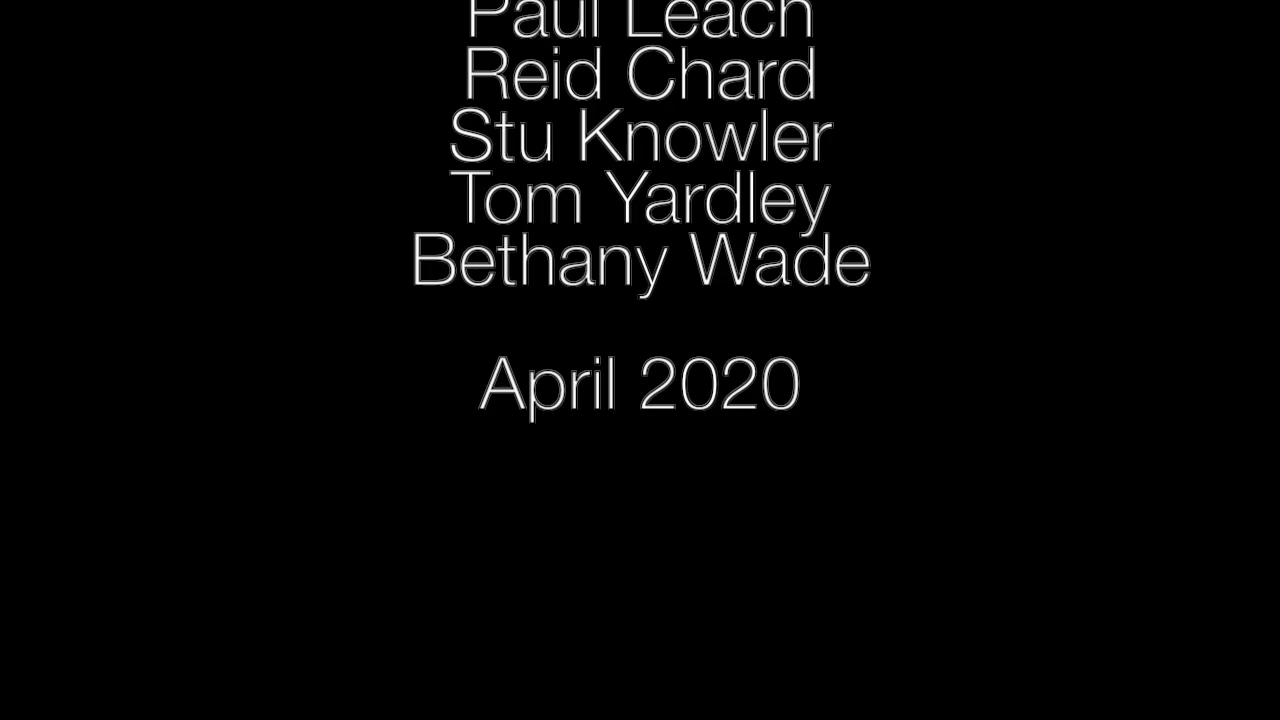 Paul Leach
Reid Chard
Stu Knowler
Tom Yardley
Bethany Wade
April 2020